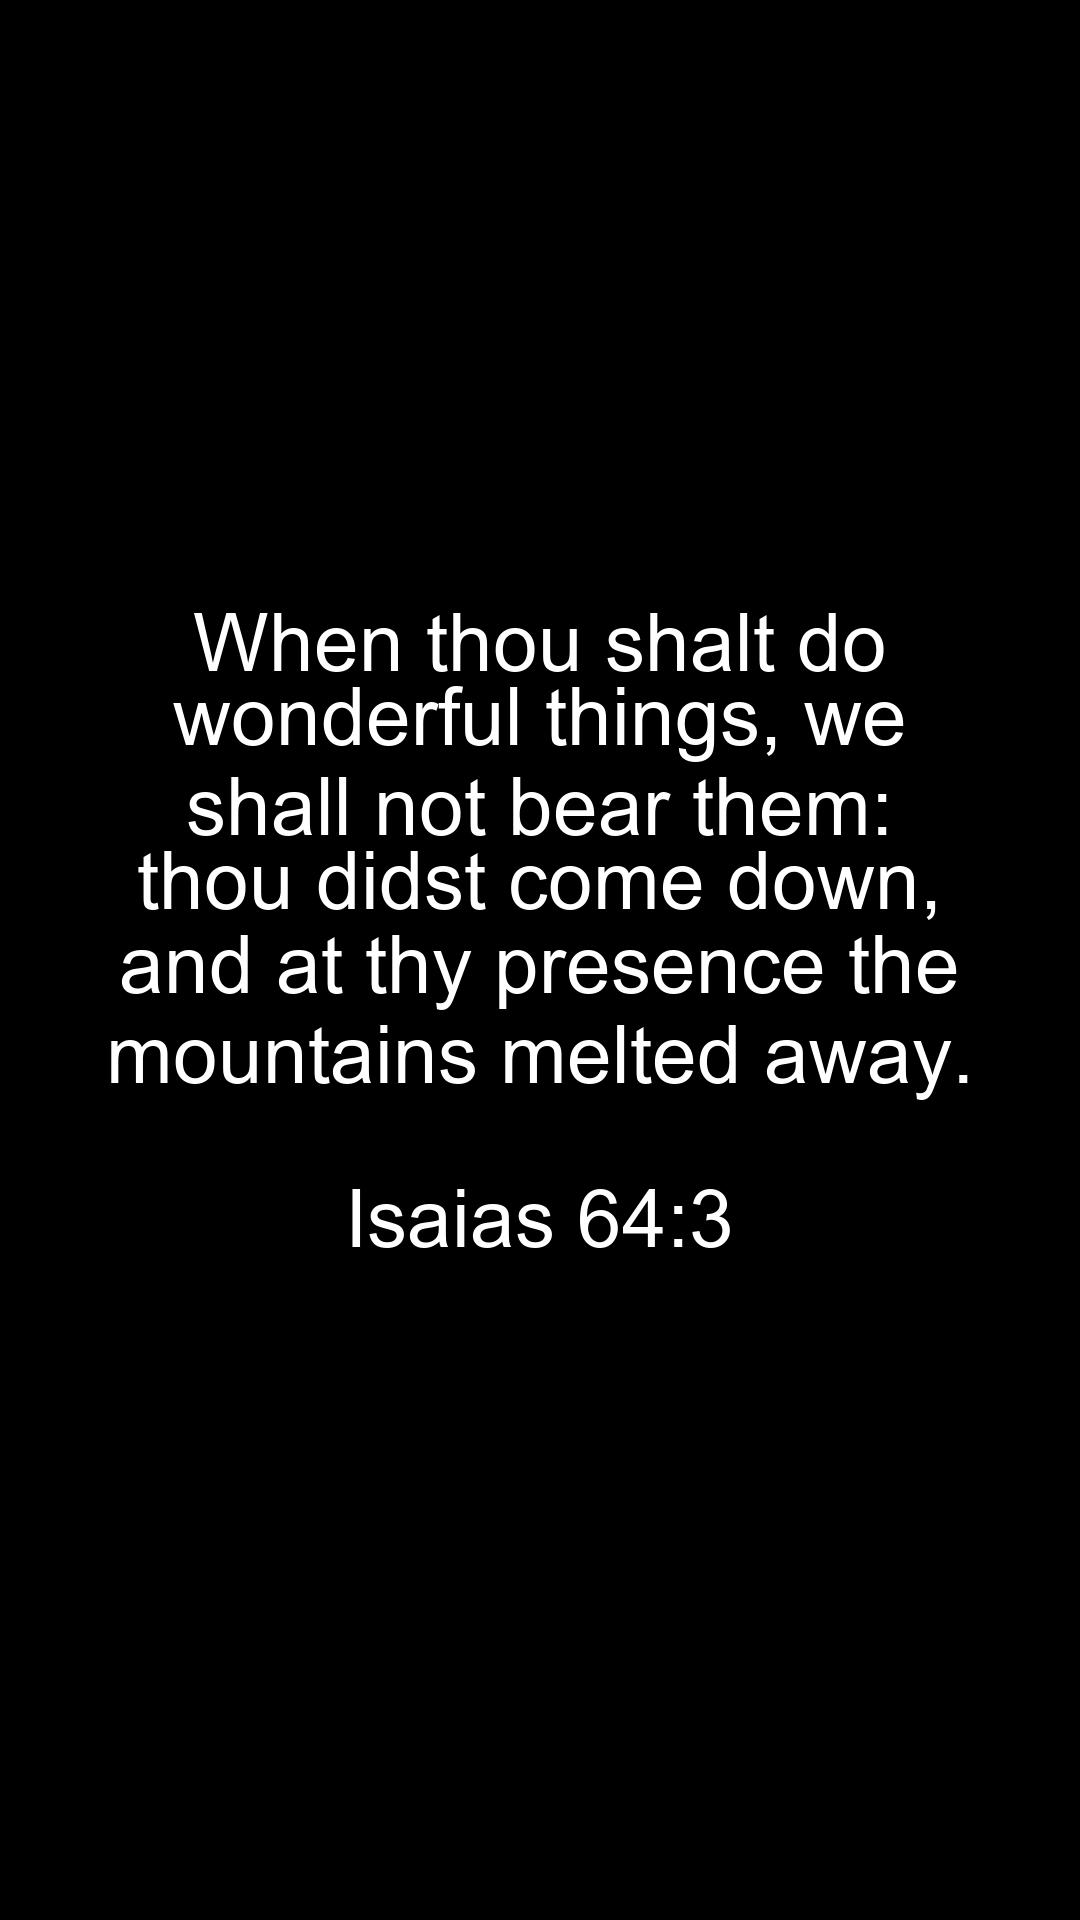 When thou shalt do
wonderful things, we
shall not bear them:
thou didst come down,
and at thy presence the
mountains melted away.
Isaias 64:3